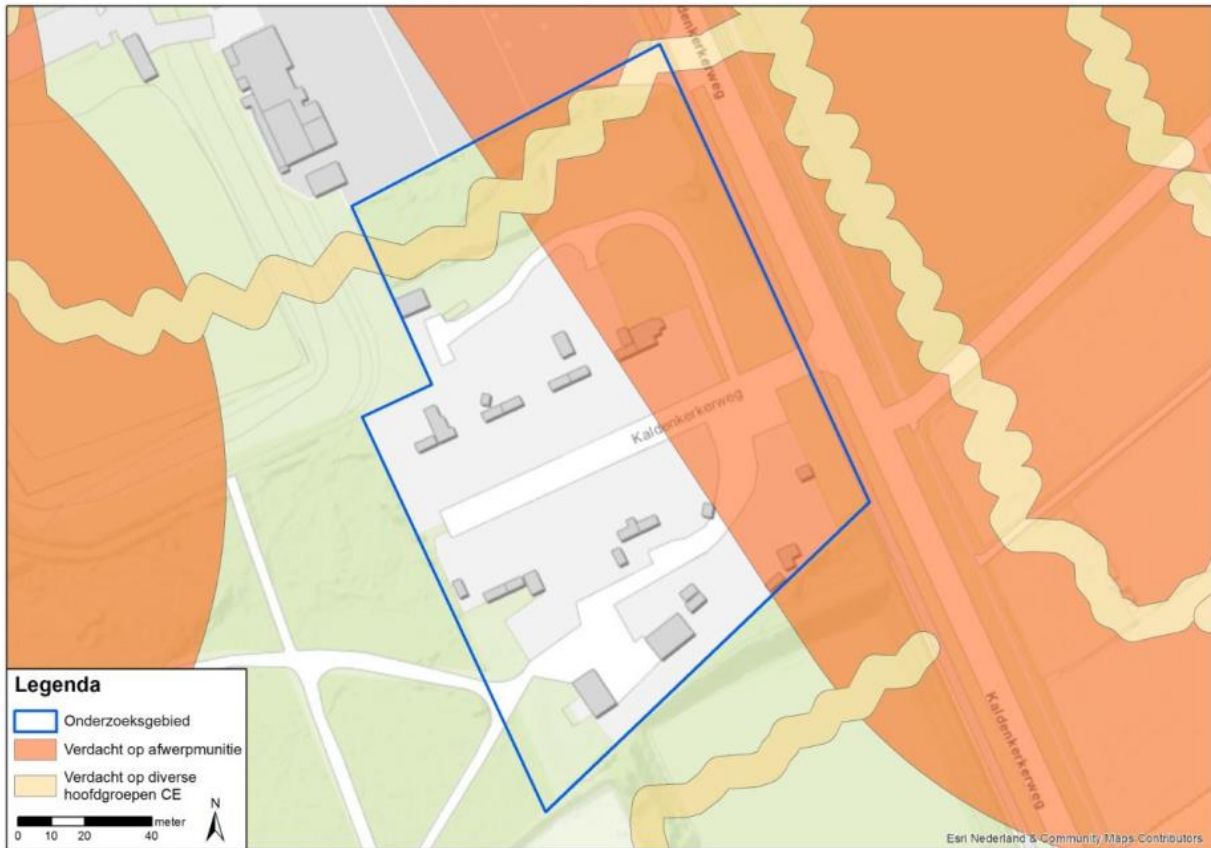 Kaldenkerkerweg
Kaldenkerkerweg
Kaldenkerkerweg
Legenda
Onderzoeksgebied
Verdacht op afwerpmunitie
Verdacht op diverse
hoofdgroepen CE
N
meter
0 10 20 40
Esri Nederland & Community Maps Contributors